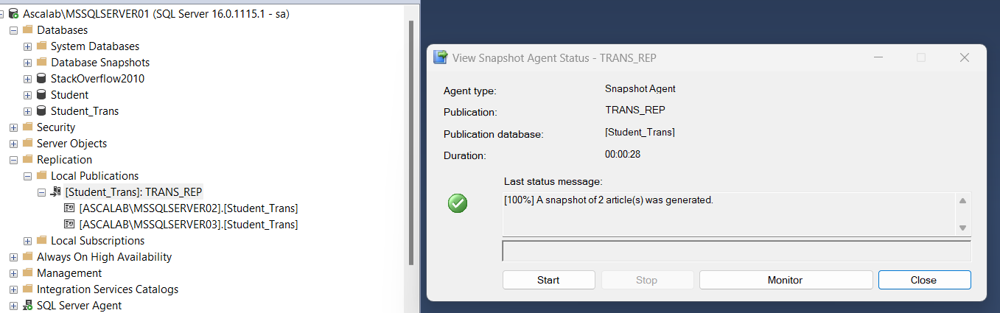 Ascalab\MSSQLSERVER01 (SQL Server 16.0.1115.1 - sa)
Databases
System Databases
Database Snapshots
StackOverflow2010
Student
Student_Trans
Security
Server Objects
Replication
Local Publications
[Student_Trans]: TRANS_REP
[ASCALAB\MSSQLSERVER02].[Student_Trans]
[ASCALAB\MSSQLSERVER03].[Student_Trans]
Local Subscriptions
Always On High Availability
Management
Integration Services Catalogs
SQL Server Agent
View Snapshot Agent Status - TRANS_REP
Agent type: Snapshot Agent
Publication: TRANS_REP
Publication database: [Student_Trans]
Duration: 00:00:28
Last status message:
[100%] A snapshot of 2 article(s) was generated.
Start Stop Monitor Close